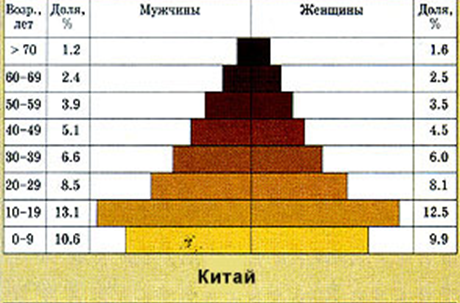 Возр., лет Доля, % Мужчины Женщины Доля, %
> 70 1.2 1.6
60–69 2.4 2.5
50–59 3.9 3.5
40–49 5.1 4.5
30–39 6.6 6.0
20–29 8.5 8.1
10–19 13.1 12.5
0–9 10.6 9.9
Китай